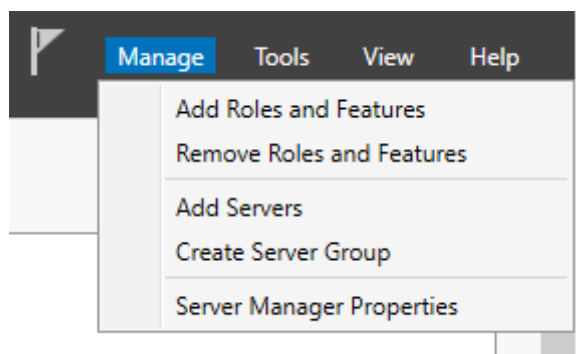 Manage Tools View Help
Add Roles and Features
Remove Roles and Features
Add Servers
Create Server Group
Server Manager Properties